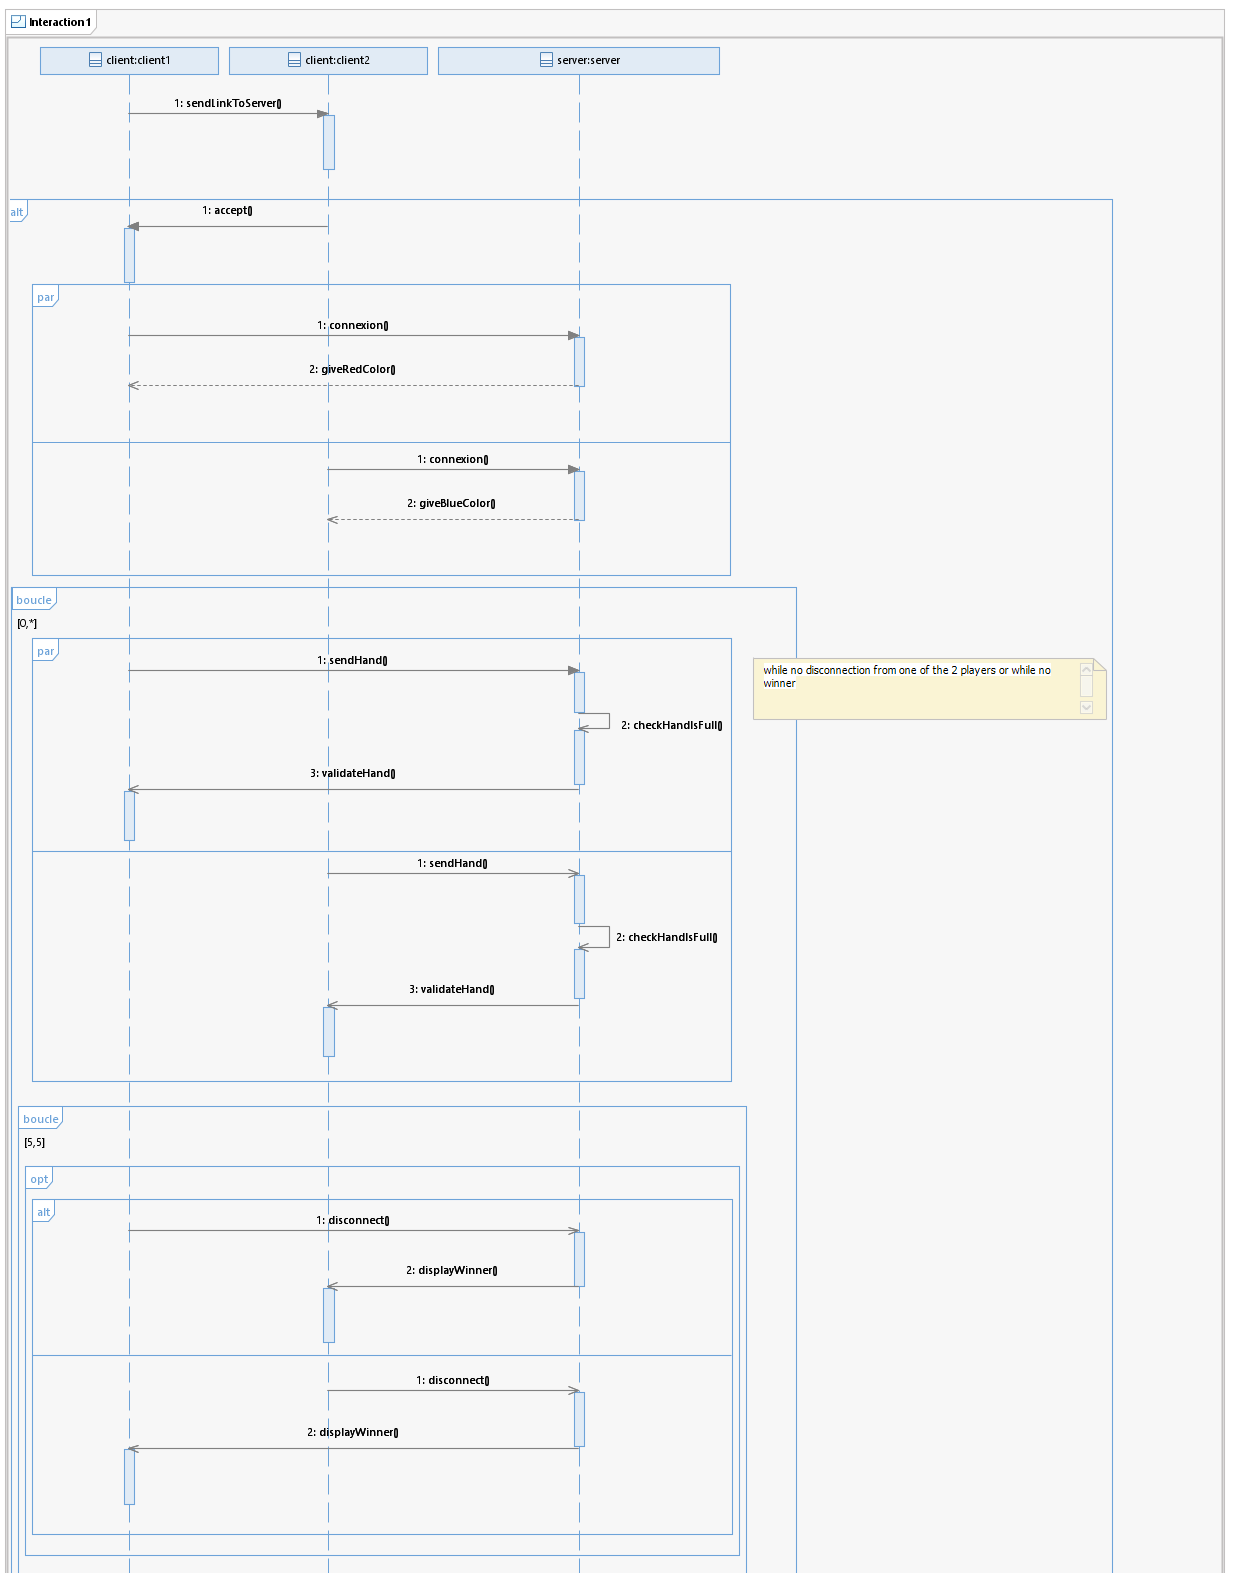 Interaction1
client:client1
client:client2
server:server
1: sendLinkToServer()
alt
1: accept()
par
1: connexion()
2: giveRedColor()
1: connexion()
2: giveBlueColor()
boucle
[0,*]
par
1: sendHand()
while no disconnection from one of the 2 players or while no
winner
2: checkHandIsFull()
3: validateHand()
1: sendHand()
2: checkHandIsFull()
3: validateHand()
boucle
[5,5]
opt
alt
1: disconnect()
2: displayWinner()
1: disconnect()
2: displayWinner()